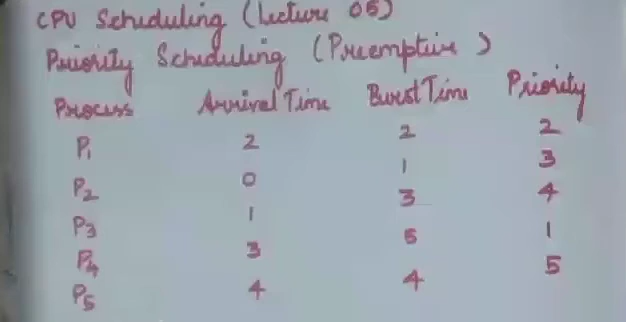 CPU Scheduling (Lecture 05)
Priority Scheduling (Preemptive)
Process Arrival Time Burst Time Priority
P1 2 2 2
P2 0 1 3
P3 1 3 4
P4 3 5 1
P5 4 4 5